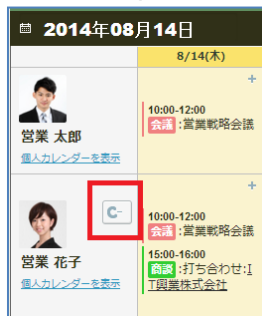 2014年08月14日
8/14(木)
+
10:00-12:00
会議:営業戦略会議
営業 太郎
個人カレンダーを表示
+
C-
10:00-12:00
会議:営業戦略会議
15:00-16:00
商談:打ち合わせ:I
T興業株式会社
営業 花子
個人カレンダーを表示